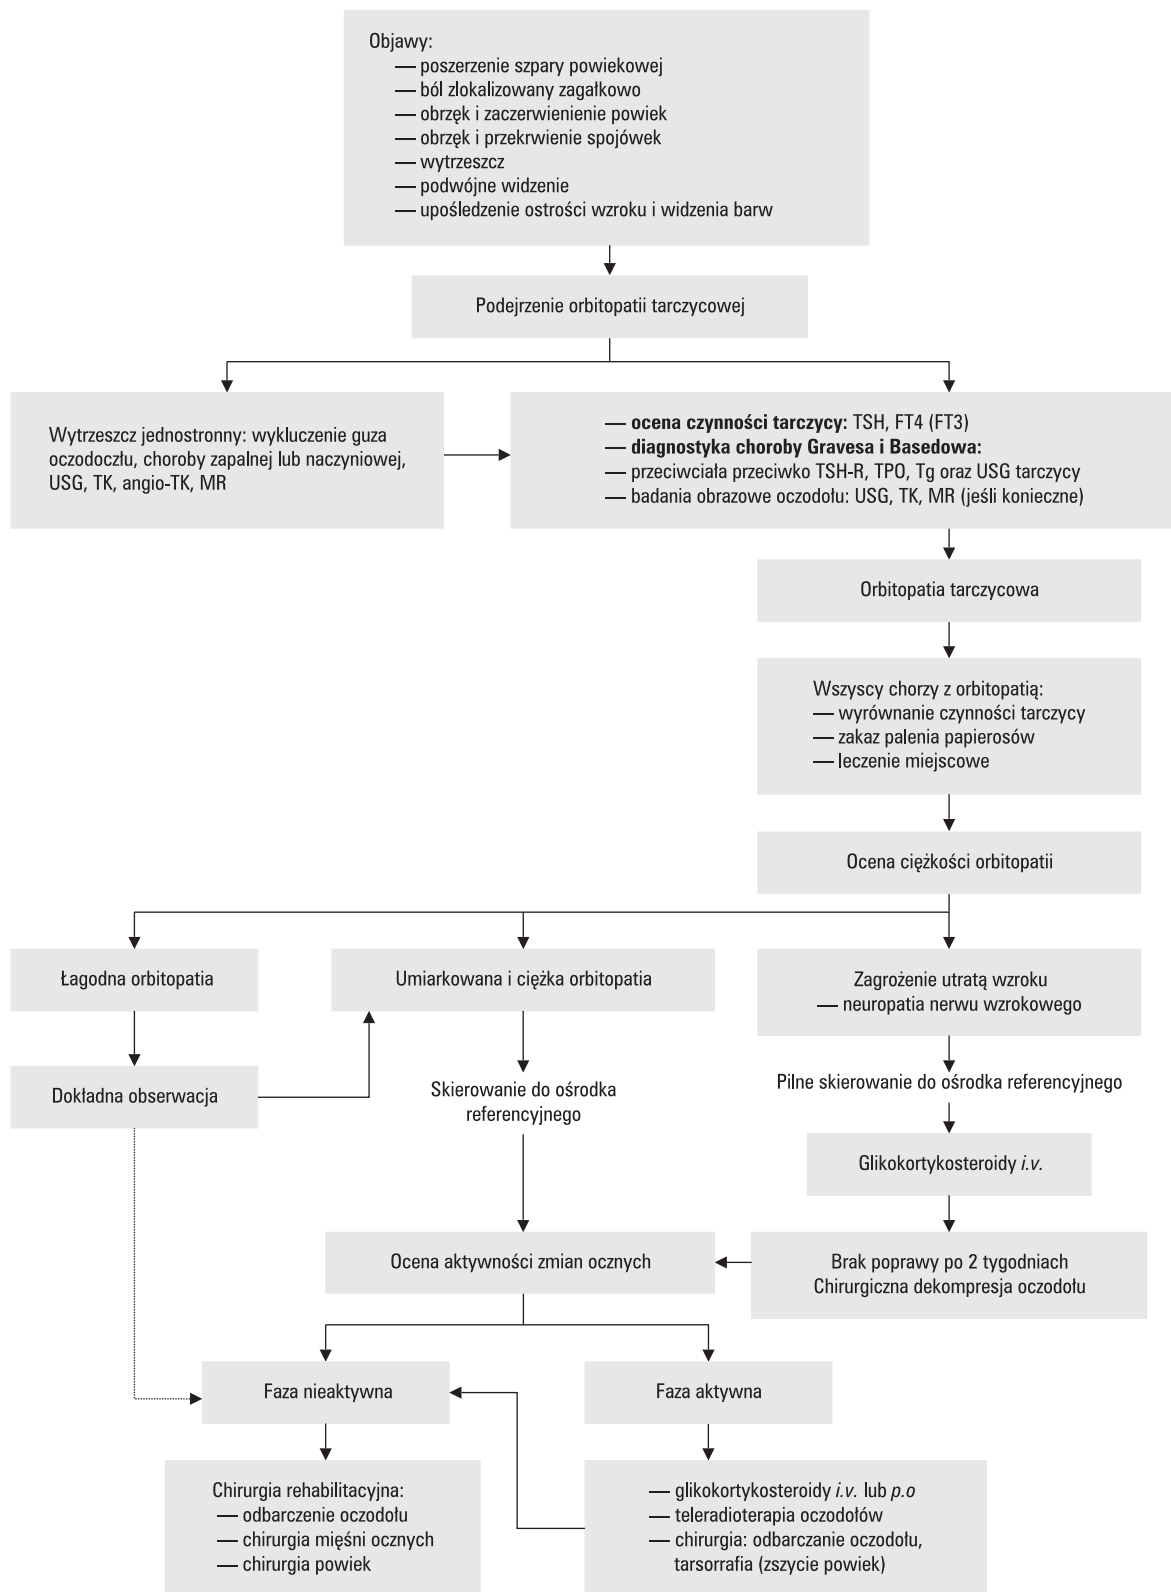 Objawy:
— poszerzenie szpary powiekowej
— ból zlokalizowany zagałkowo
— obrzęk i zaczerwienienie powiek
— obrzęk i przekrwienie spojówek
— wytrzeszcz
— podwójne widzenie
— upośledzenie ostrości wzroku i widzenia barw
Podejrzenie orbitopatii tarczycowej
Wytrzeszcz jednostronny: wykluczenie guza
oczodoczłu, choroby zapalnej lub naczyniowej,
USG, TK, angio-TK, MR
— ocena czynności tarczycy: TSH, FT4 (FT3)
— diagnostyka choroby Gravesa i Basedowa:
— przeciwciała przeciwko TSH-R, TPO, Tg oraz USG tarczycy
— badania obrazowe oczodołu: USG, TK, MR (jeśli konieczne)
Orbitopatia tarczycowa
Wszyscy chorzy z orbitopatią:
— wyrównanie czynności tarczycy
— zakaz palenia papierosów
— leczenie miejscowe
Ocena ciężkości orbitopatii
Łagodna orbitopatia
Umiarkowana i ciężka orbitopatia
Zagrożenie utratą wzroku
— neuropatia nerwu wzrokowego
Dokładna obserwacja
Skierowanie do ośrodka
referencyjnego
Pilne skierowanie do ośrodka referencyjnego
Glikokortykosteroidy i.v.
Ocena aktywności zmian ocznych
Brak poprawy po 2 tygodniach
Chirurgiczna dekompresja oczodołu
Faza nieaktywna
Faza aktywna
Chirurgia rehabilitacyjna:
— odbarczenie oczodołu
— chirurgia mięśni ocznych
— chirurgia powiek
— glikokortykosteroidy i.v. lub p.o
— teleradioterapia oczodołów
— chirurgia: odbarczanie oczodołu,
tarsorrafia (zszycie powiek)